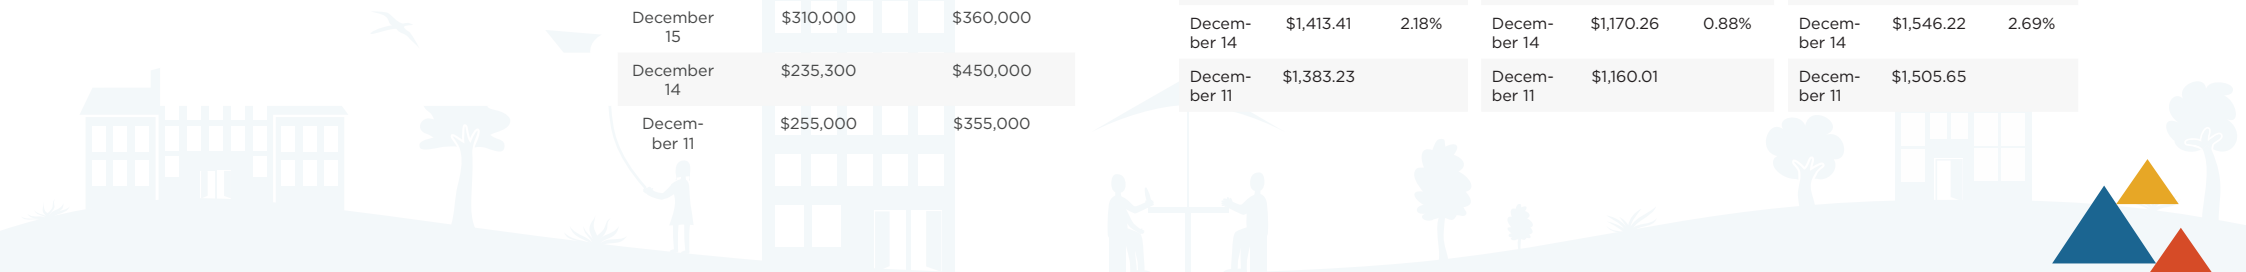 December $310,000 $360,000
15
December $235,300 $450,000
14
Decem- $255,000 $355,000
ber 11
Decem- $1,413.41 2.18%
ber 14
Decem- $1,383.23
ber 11
Decem- $1,170.26 0.88%
ber 14
Decem- $1,160.01
ber 11
Decem- $1,546.22 2.69%
ber 14
Decem- $1,505.65
ber 11